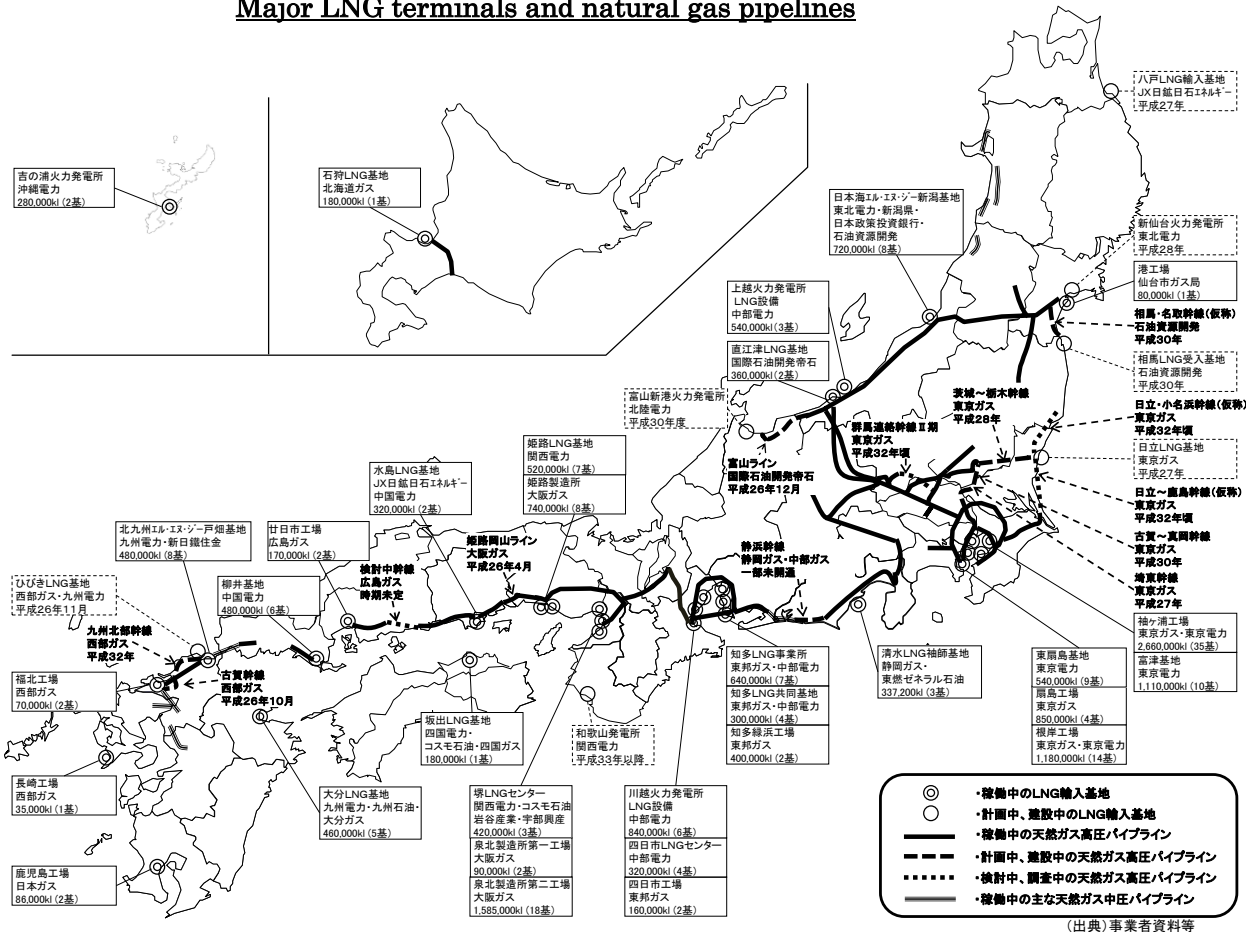 Major LNG terminals and natural gas pipelines
吉の浦火力発電所
沖縄電力
280,000kl (2基)
石狩LNG基地
北海道ガス
180,000kl (1基)
八戸LNG輸入基地
JX日鉱日石エネルギー
平成27年
日本海エル・エヌ・ジー新潟基地
東北電力・新潟県・
日本政策投資銀行・
石油資源開発
720,000kl (8基)
新仙台火力発電所
東北電力
平成28年
港工場
仙台市ガス局
80,000kl (1基)
相馬・名取幹線(仮称)
石油資源開発
平成30年
相馬LNG受入基地
石油資源開発
平成30年
上越火力発電所
LNG設備
中部電力
540,000kl (3基)
直江津LNG基地
国際石油開発帝石
360,000kl (2基)
富山新港火力発電所
北陸電力
平成30年度
富山ライン
国際石油開発帝石
平成26年12月
群馬連絡幹線Ⅱ期
東京ガス
平成32年頃
茨城～栃木幹線
東京ガス
平成28年
日立・小名浜幹線(仮称)
東京ガス
平成32年頃
日立LNG基地
東京ガス
平成27年
日立～鹿島幹線(仮称)
東京ガス
平成32年頃
古賀～真岡幹線
東京ガス
平成30年
埼東幹線
東京ガス
平成27年
袖ヶ浦工場
東京ガス・東京電力
2,660,000kl (35基)
富津基地
東京電力
1,110,000kl (10基)
東扇島基地
東京電力
540,000kl (9基)
扇島工場
東京ガス
850,000kl (4基)
根岸工場
東京ガス・東京電力
1,180,000kl (14基)
清水LNG袖師基地
静岡ガス・
東燃ゼネラル石油
337,200kl (3基)
静浜幹線
静岡ガス・中部ガス
一部未開通
知多LNG事業所
東邦ガス・中部電力
640,000kl (7基)
知多LNG共同基地
東邦ガス・中部電力
300,000kl (4基)
知多緑浜工場
東邦ガス
400,000kl (2基)
川越火力発電所
LNG設備
中部電力
840,000kl (6基)
四日市LNGセンター
中部電力
320,000kl (4基)
四日市工場
東邦ガス
160,000kl (2基)
和歌山発電所
関西電力
平成33年以降
姫路LNG基地
関西電力
520,000kl (7基)
姫路製造所
大阪ガス
740,000kl (8基)
堺LNGセンター
関西電力・コスモ石油
岩谷産業・宇部興産
420,000kl (3基)
泉北製造所第一工場
大阪ガス
90,000kl (2基)
泉北製造所第二工場
大阪ガス
1,585,000kl (18基)
姫路岡山ライン
大阪ガス
平成26年4月
水島LNG基地
JX日鉱日石エネルギー
中国電力
320,000kl (2基)
坂出LNG基地
四国電力・
コスモ石油・四国ガス
180,000kl (1基)
検討中幹線
広島ガス
時期未定
廿日市工場
広島ガス
170,000kl (2基)
柳井基地
中国電力
480,000kl (6基)
北九州エル・エヌ・ジー戸畑基地
九州電力・新日鐵住金
480,000kl (8基)
ひびきLNG基地
西部ガス・九州電力
平成26年11月
九州北部幹線
西部ガス
平成32年
古賀幹線
西部ガス
平成26年10月
福北工場
西部ガス
70,000kl (2基)
長崎工場
西部ガス
35,000kl (1基)
大分LNG基地
九州電力・九州石油・
大分ガス
460,000kl (5基)
鹿児島工場
日本ガス
86,000kl (2基)
・稼働中のLNG輸入基地
・計画中、建設中のLNG輸入基地
・稼働中の天然ガス高圧パイプライン
・計画中、建設中の天然ガス高圧パイプライン
・検討中、調査中の天然ガス高圧パイプライン
・稼働中の主な天然ガス中圧パイプライン
(出典)事業者資料等